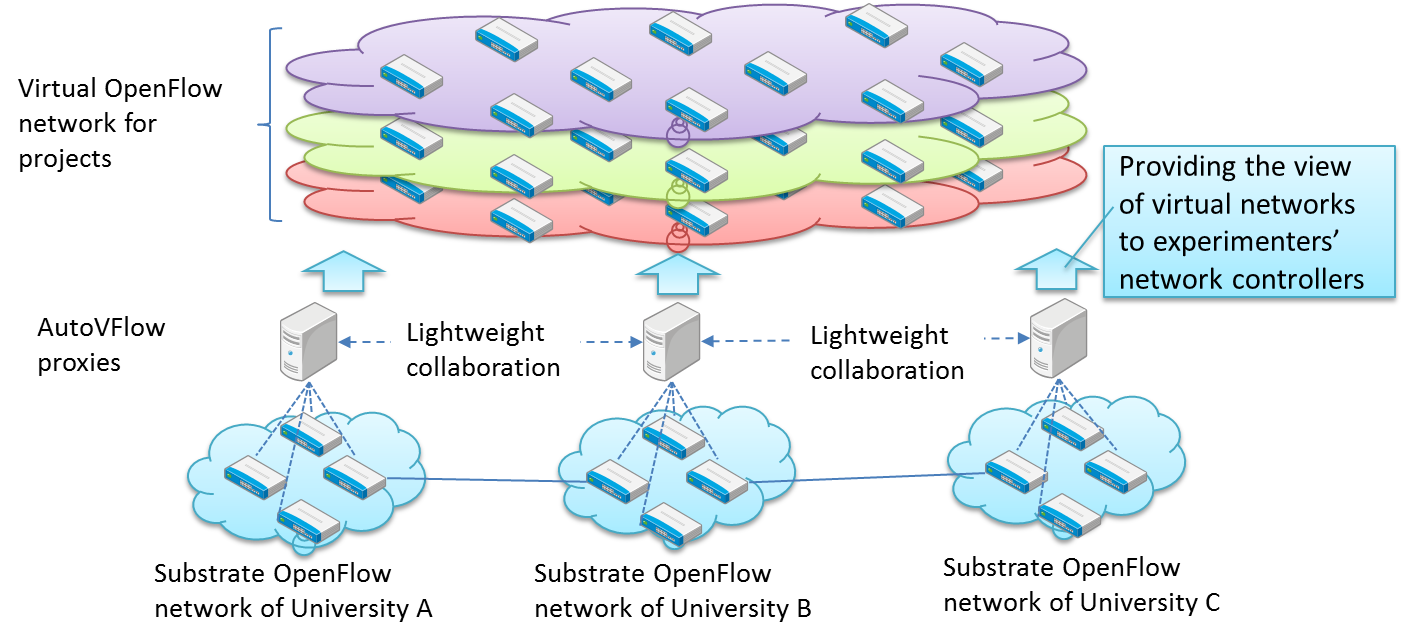 Virtual OpenFlow
network for
projects
Providing the view
of virtual networks
to experimenters’
network controllers
AutoVFlow
proxies
Lightweight
collaboration
Lightweight
collaboration
Substrate OpenFlow
network of University A
Substrate OpenFlow
network of University B
Substrate OpenFlow
network of University C